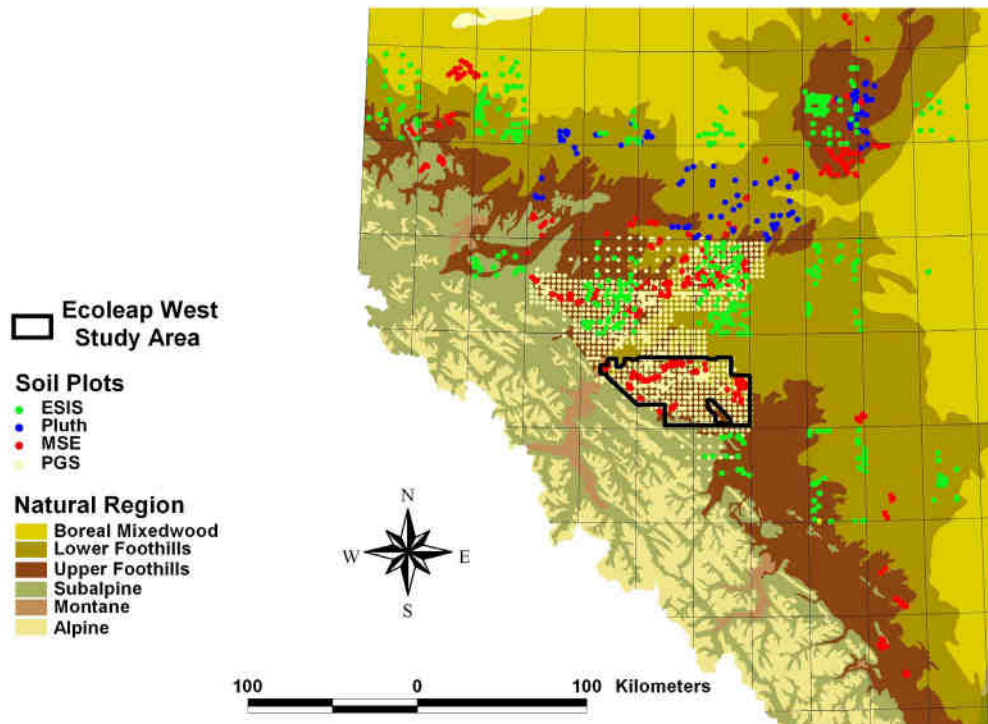 Ecoleap West
Study Area
Soil Plots
ESIS
Pluth
MSE
PGS
Natural Region
Boreal Mixedwood
Lower Foothills
Upper Foothills
Subalpine
Montane
Alpine
N
W E
S
100 0 100 Kilometers